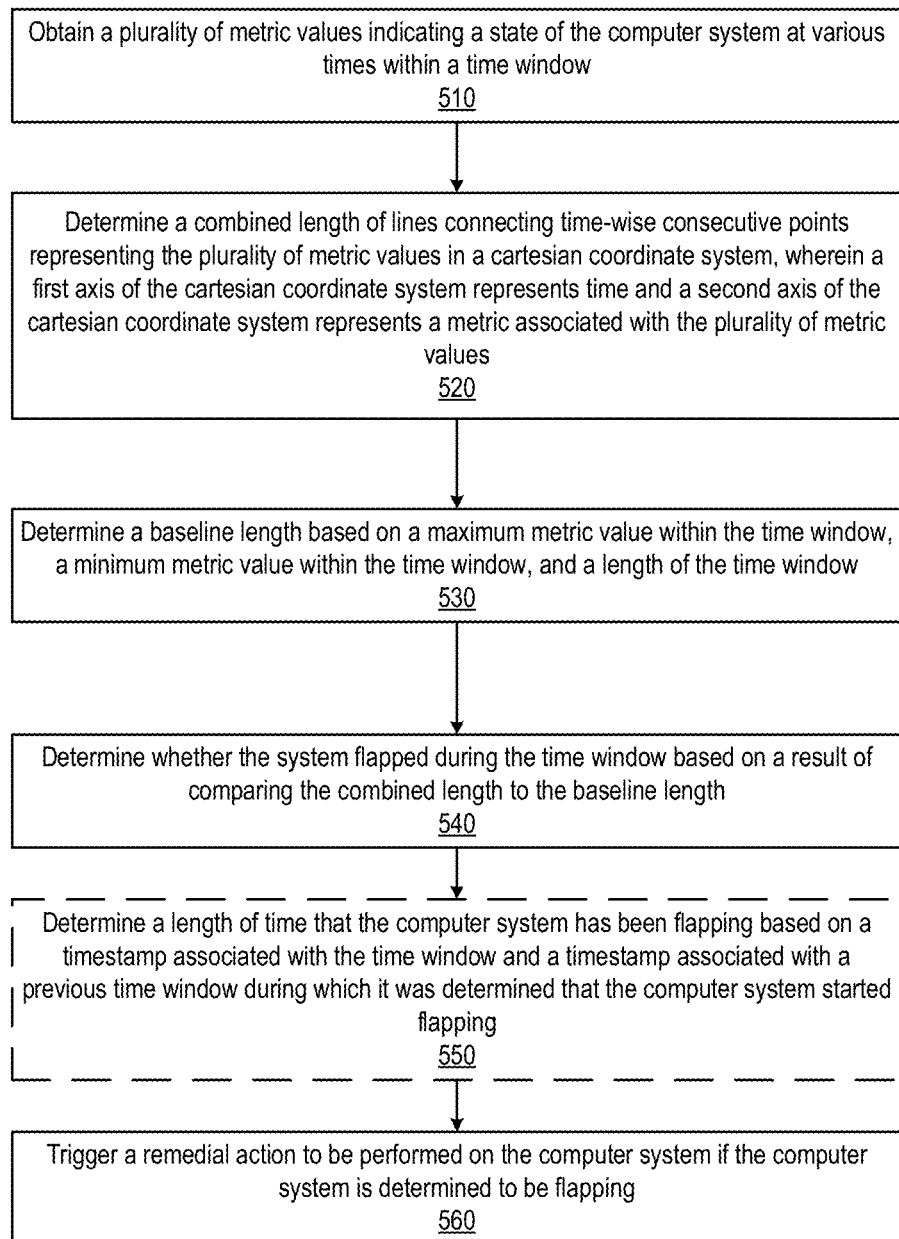 Obtain a plurality of metric values indicating a state of the computer system at various
times within a time window
510
Determine a combined length of lines connecting time-wise consecutive points
representing the plurality of metric values in a cartesian coordinate system, wherein a
first axis of the cartesian coordinate system represents time and a second axis of the
cartesian coordinate system represents a metric associated with the plurality of metric
values
520
Determine a baseline length based on a maximum metric value within the time window,
a minimum metric value within the time window, and a length of the time window
530
Determine whether the system flapped during the time window based on a result of
comparing the combined length to the baseline length
540
Determine a length of time that the computer system has been flapping based on a
timestamp associated with the time window and a timestamp associated with a
previous time window during which it was determined that the computer system started
flapping
550
Trigger a remedial action to be performed on the computer system if the computer
system is determined to be flapping
560